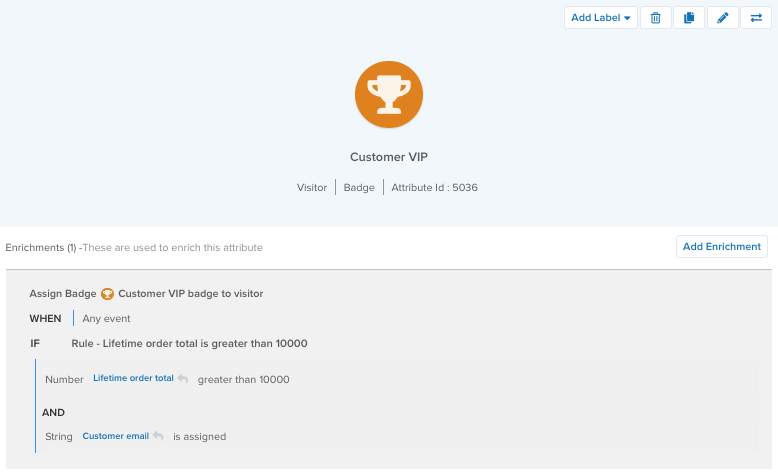 Add Label
Customer VIP
Visitor | Badge | Attribute Id : 5036
Enrichments (1) -These are used to enrich this attribute
Add Enrichment
Assign Badge Customer VIP badge to visitor
WHEN | Any event
IF Rule - Lifetime order total is greater than 10000
Number Lifetime order total greater than 10000
AND
String Customer email is assigned